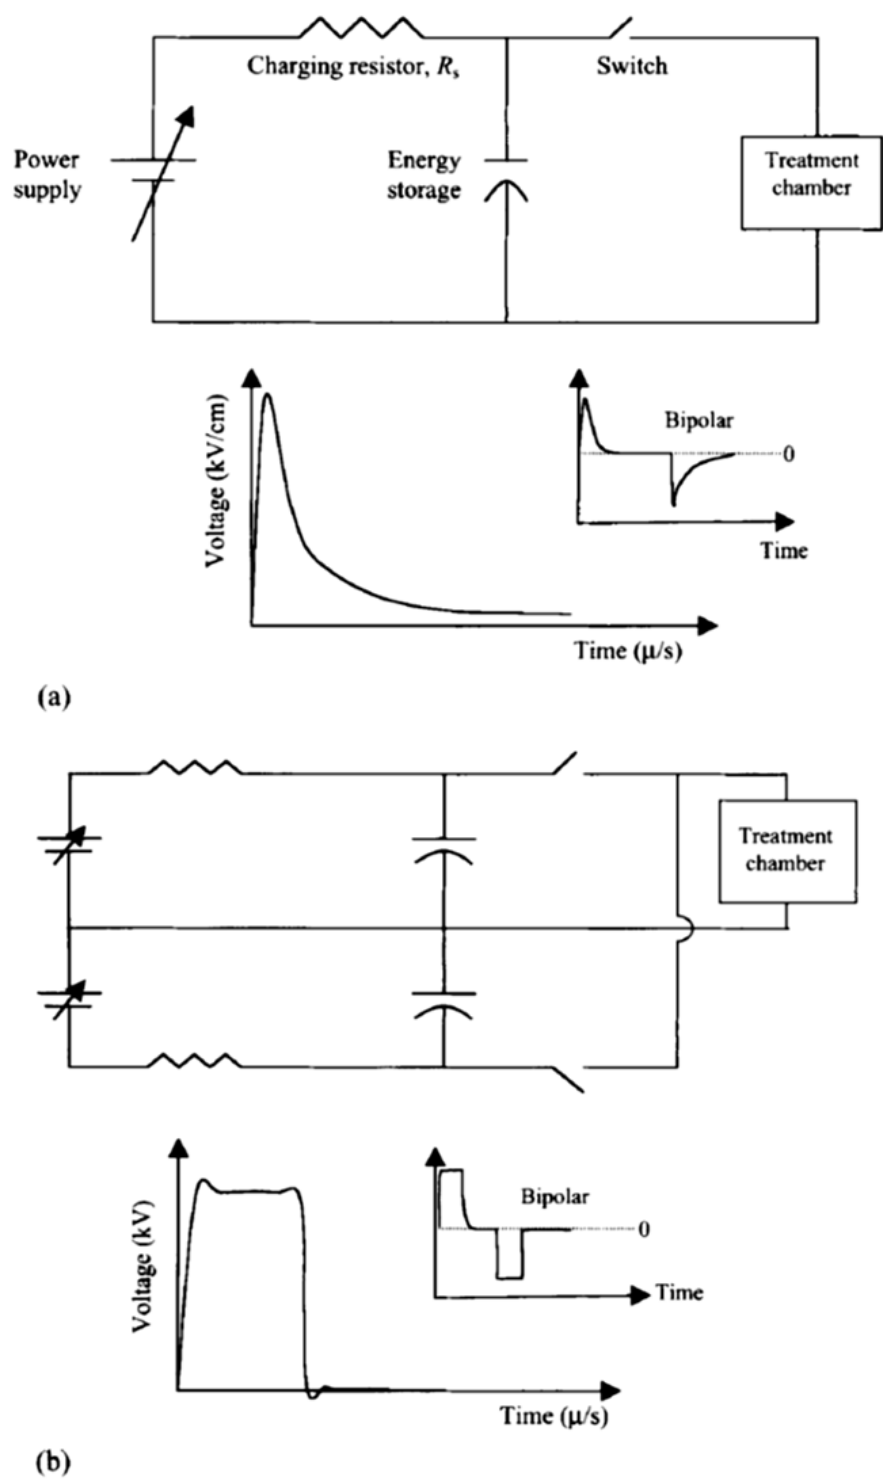 Charging resistor, Rs
Switch
Power
supply
Energy
storage
Treatment
chamber
Voltage (kV/cm)
Bipolar
0
Time
Time (μ/s)
(a)
Treatment
chamber
Voltage (kV)
Bipolar
0
Time
Time (μ/s)
(b)